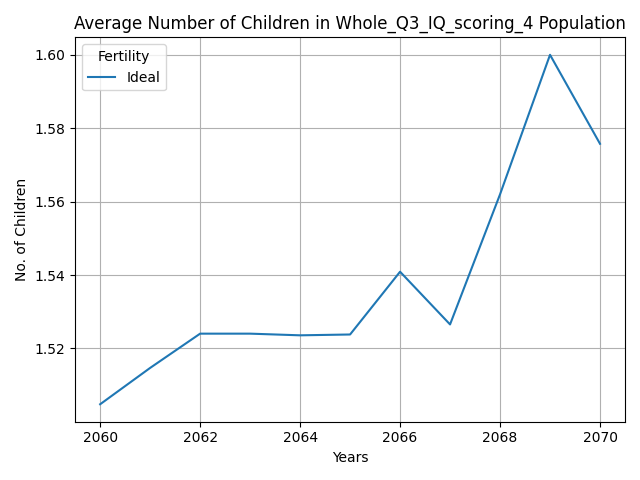 Average Number of Children in Whole_Q3_IQ_scoring_4 Population
Fertility
Ideal
1.60
1.58
1.56
1.54
1.52
No. of Children
2060 2062 2064 2066 2068 2070
Years